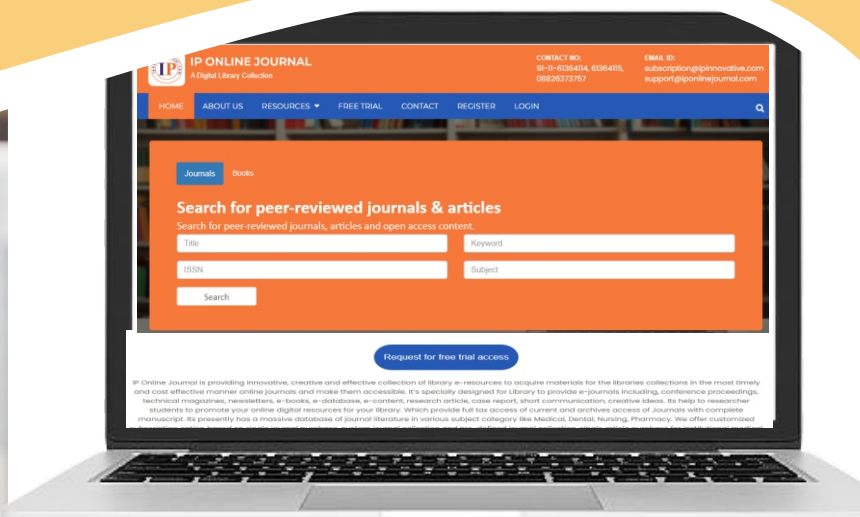 IP ONLINE JOURNAL
A Digital Library Collection
CONTACT NO:
91-11-61364114, 61364115,
08826373757
EMAIL ID:
subscription@ipinnovative.com
support@iponlinejournal.com
HOME ABOUT US RESOURCES FREE TRIAL CONTACT REGISTER LOGIN
Journals Books
Search for peer-reviewed journals & articles
Search for peer-reviewed journals, articles and open access content.
Title Keyword
ISSN Subject
Search
Request for free trial access
IP Online Journal is providing innovative, creative and effective collection of library e-resources to acquire materials for the libraries collections in the most timely
and cost effective manner online journals and make them accessible. It's specially designed for Library to provide e-journals including, conference proceedings,
technical magazines, newsletters, e-books, e-database, e-content, research article, case report, short communication, creative ideas. Its help to researcher
students to promote your online digital resources for your library. Which provide full tax access of current and archives access of Journals with complete
manuscript. Its presently has a massive database of journal literature in various subject category like Medical, Dental, Nursing, Pharmacy. We offer customized